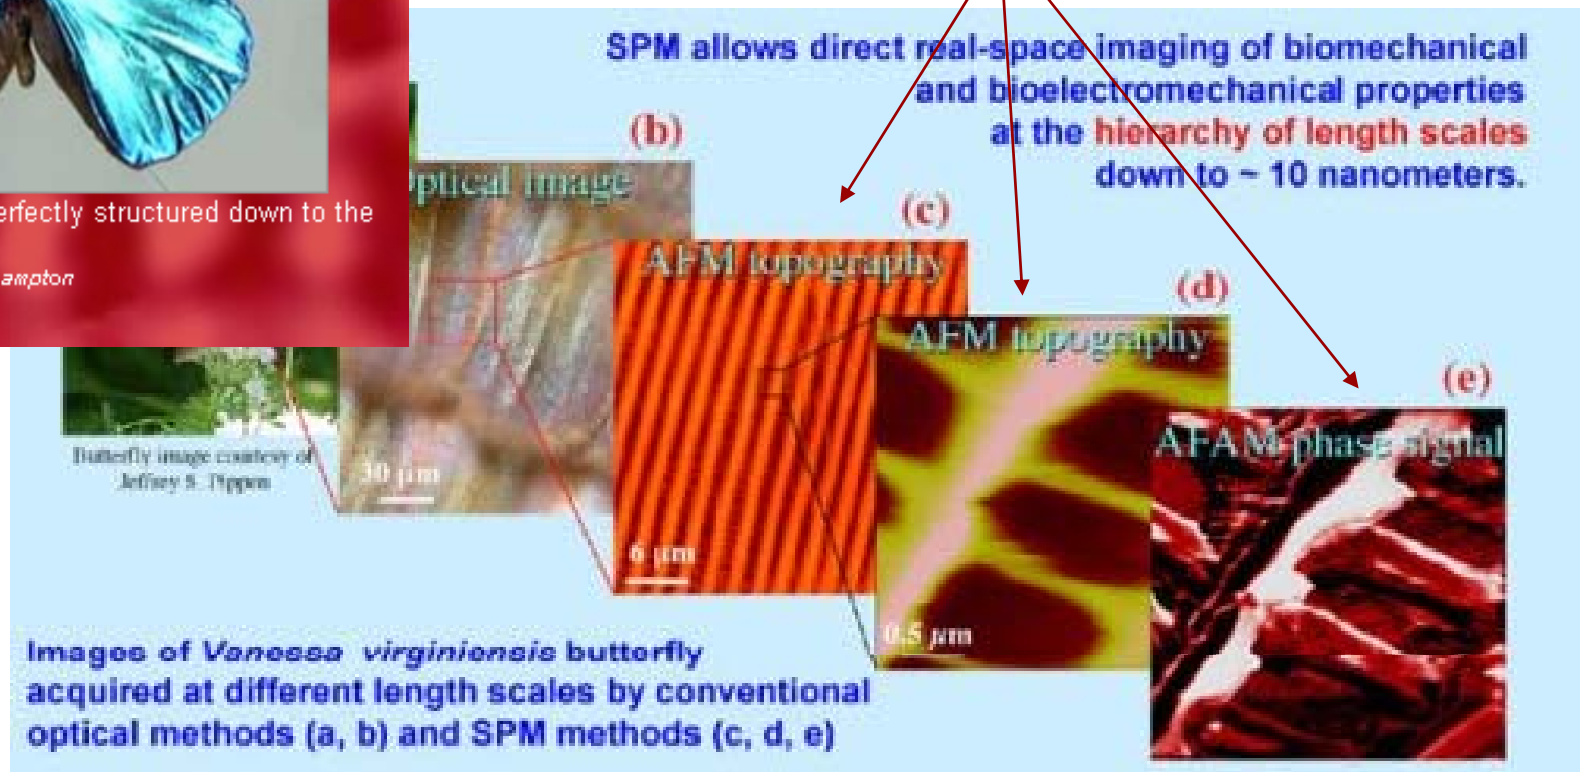 SPM allows direct real-space imaging of biomechanical
and bioelectromechanical properties
at the hierarchy of length scales
down to ~ 10 nanometers.
(b)
ptical image
erfectly structured down to the
ampton
(c)
AFM topography
(d)
AFM topography
(e)
AFAM phase signal
Butterfly image courtesy of
Jeffrey S. Pippen
30 μm
6 μm
0.5 μm
Images of Vanessa virginiensis butterfly
acquired at different length scales by conventional
optical methods (a, b) and SPM methods (c, d, e)